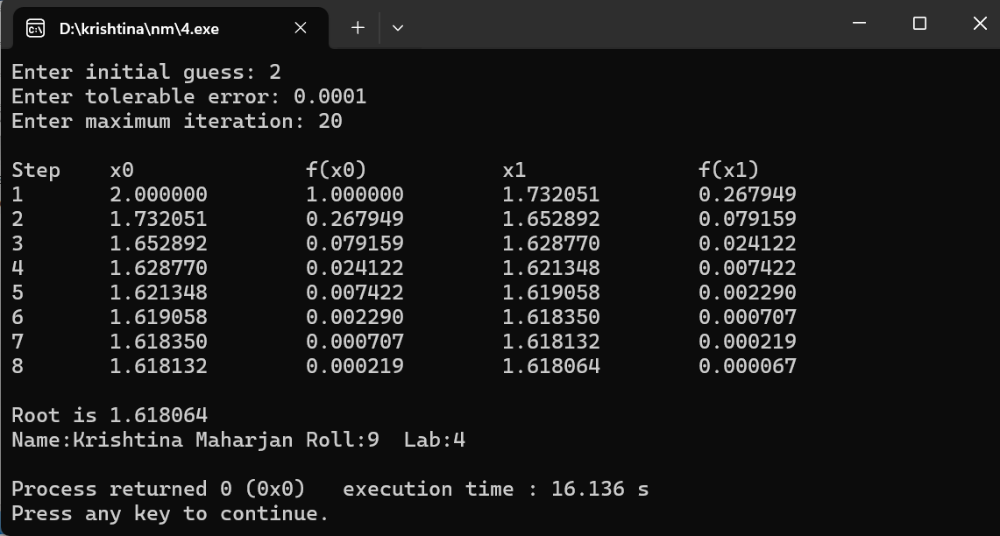 D:\krishtina\nm\4.exe
Enter initial guess: 2
Enter tolerable error: 0.0001
Enter maximum iteration: 20
Step x0 f(x0) x1 f(x1)
1 2.000000 1.000000 1.732051 0.267949
2 1.732051 0.267949 1.652892 0.079159
3 1.652892 0.079159 1.628770 0.024122
4 1.628770 0.024122 1.621348 0.007422
5 1.621348 0.007422 1.619058 0.002290
6 1.619058 0.002290 1.618350 0.000707
7 1.618350 0.000707 1.618132 0.000219
8 1.618132 0.000219 1.618064 0.000067
Root is 1.618064
Name:Krishtina Maharjan Roll:9 Lab:4
Process returned 0 (0x0) execution time : 16.136 s
Press any key to continue.